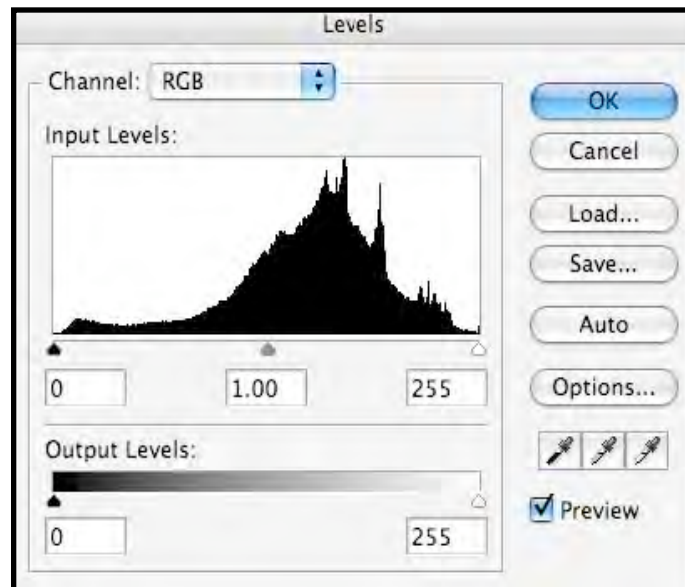 Levels
Channel: RGB
Input Levels:
0 1.00 255
Output Levels:
0 255
OK
Cancel
Load...
Save...
Auto
Options...
Preview